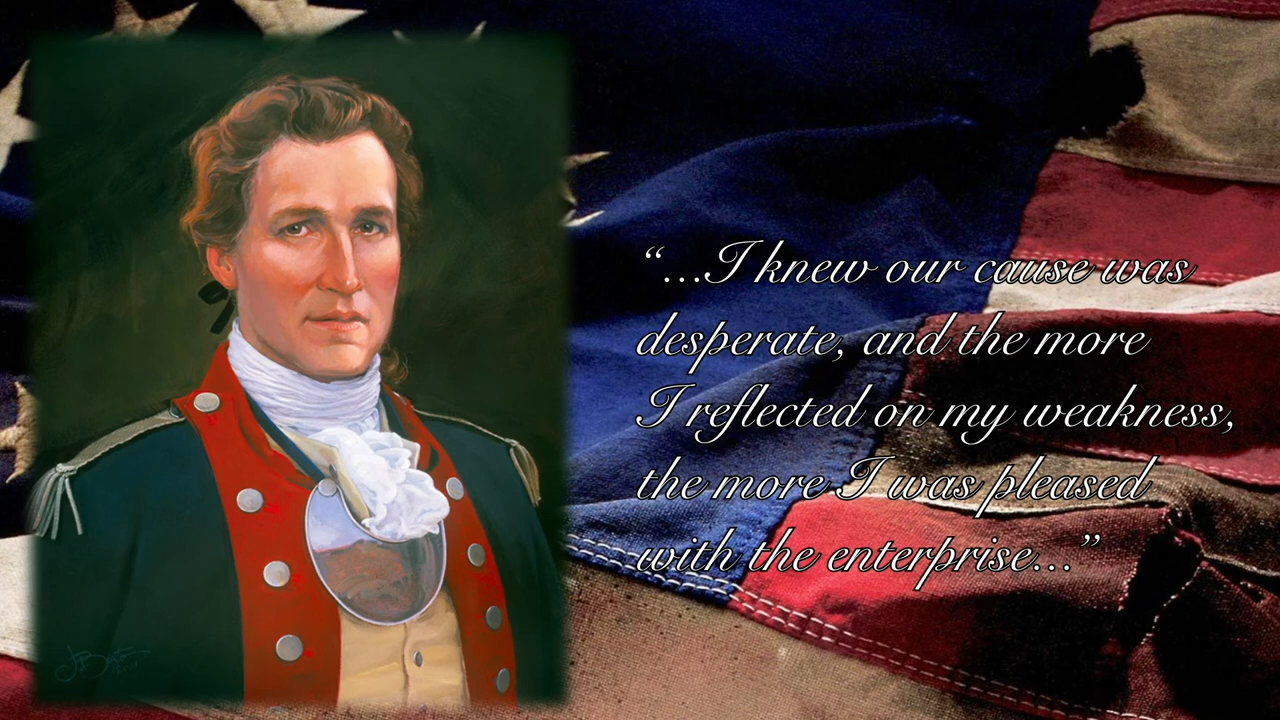 “...I knew our cause was
desperate, and the more
I reflected on my weakness,
the more I was pleased
with the enterprise...”